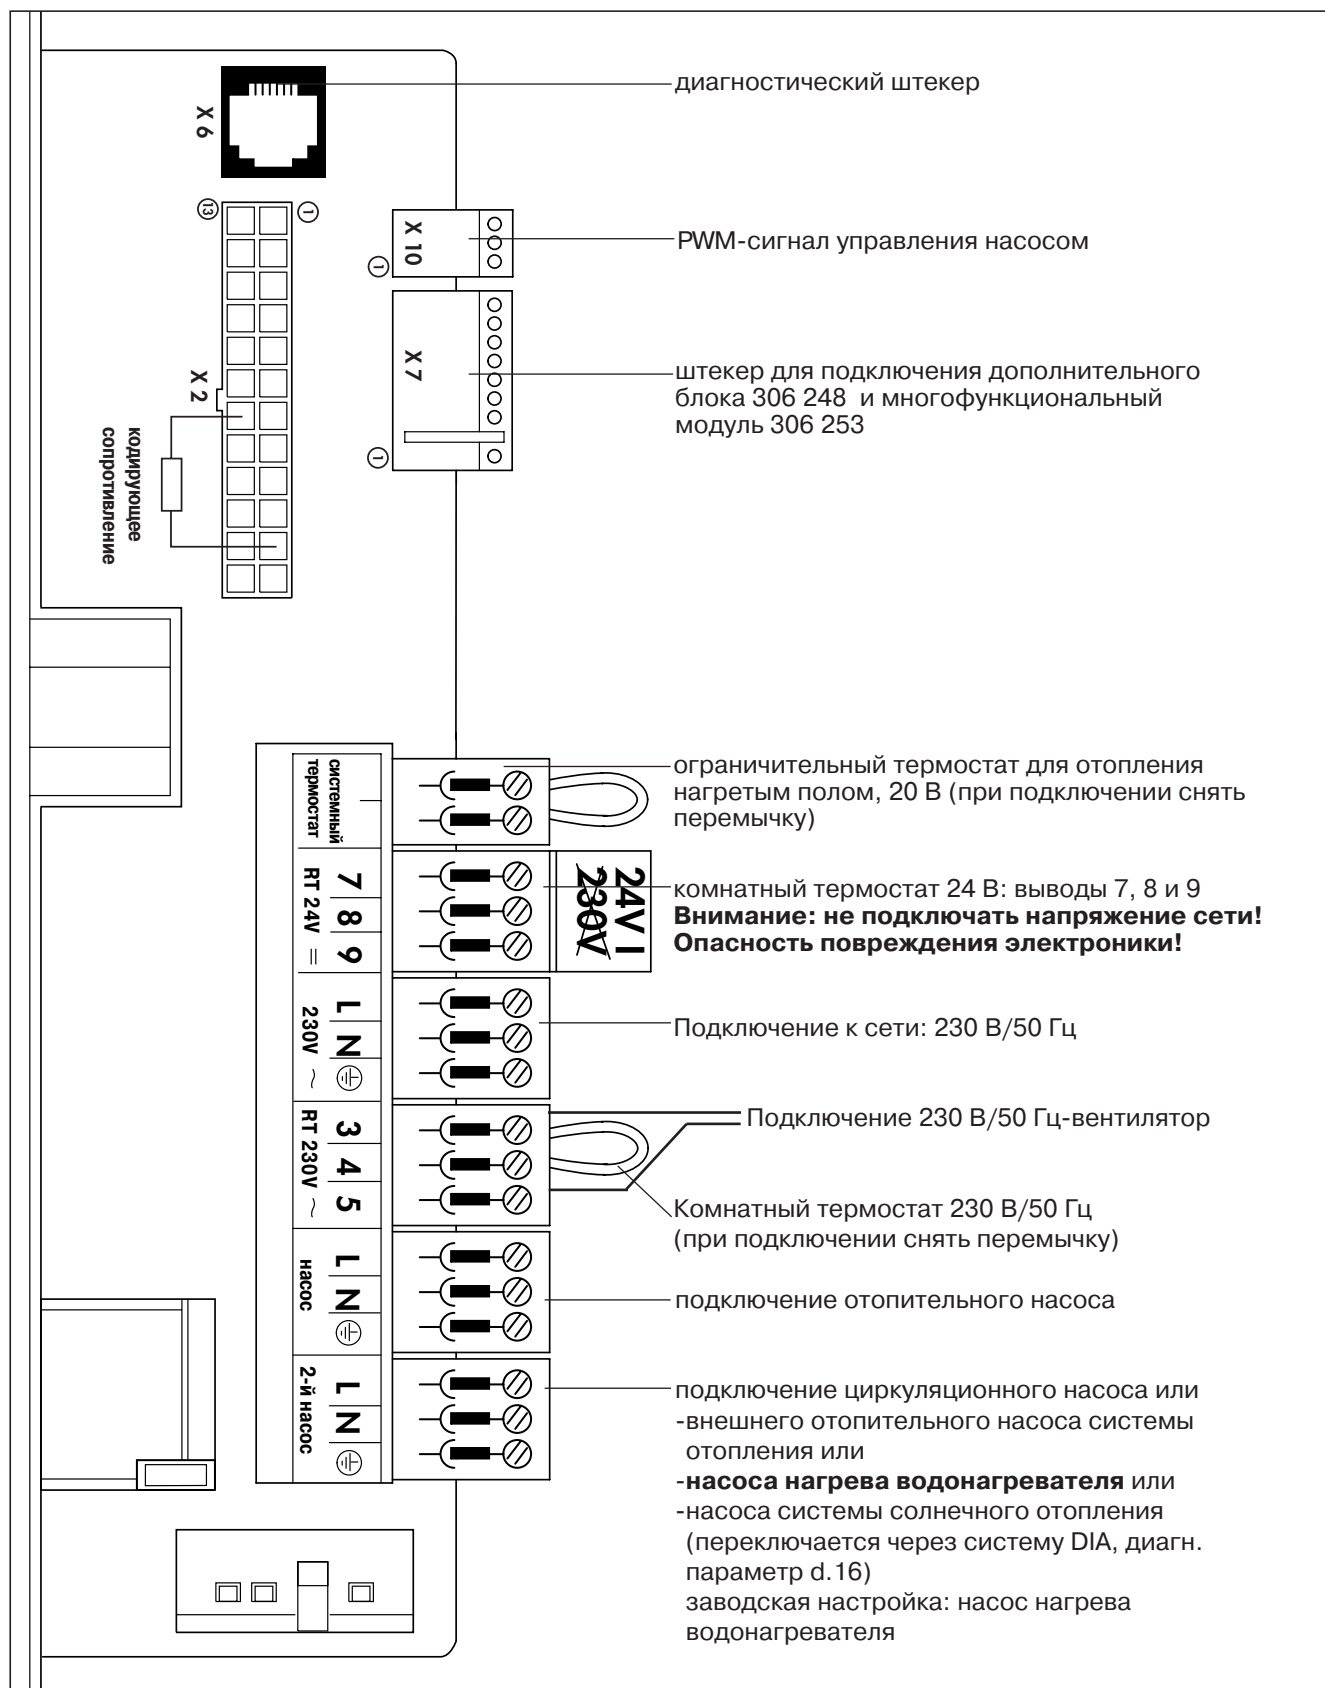 диагностический штекер
X 6
13
1
X 10
1
PWM-сигнал управления насосом
X 7
1
штекер для подключения дополнительного
блока 306 248 и многофункциональный
модуль 306 253
X 2
кодирующее
сопротивление
системный
термостат
ограничительный термостат для отопления
нагретым полом, 20 В (при подключении снять
перемычку)
7 8 9
RT 24V =
24V I
230V
комнатный термостат 24 В: выводы 7, 8 и 9
Внимание: не подключать напряжение сети!
Опасность повреждения электроники!
L N
230V ~
Подключение к сети: 230 В/50 Гц
3 4 5
RT 230V ~
Подключение 230 В/50 Гц-вентилятор
Комнатный термостат 230 В/50 Гц
(при подключении снять перемычку)
L N
насос
подключение отопительного насоса
L N
2-й насос
подключение циркуляционного насоса или
-внешнего отопительного насоса системы
отопления или
-насоса нагрева водонагревателя или
-насоса системы солнечного отопления
(переключается через систему DIA, диагн.
параметр d.16)
заводская настройка: насос нагрева
водонагревателя